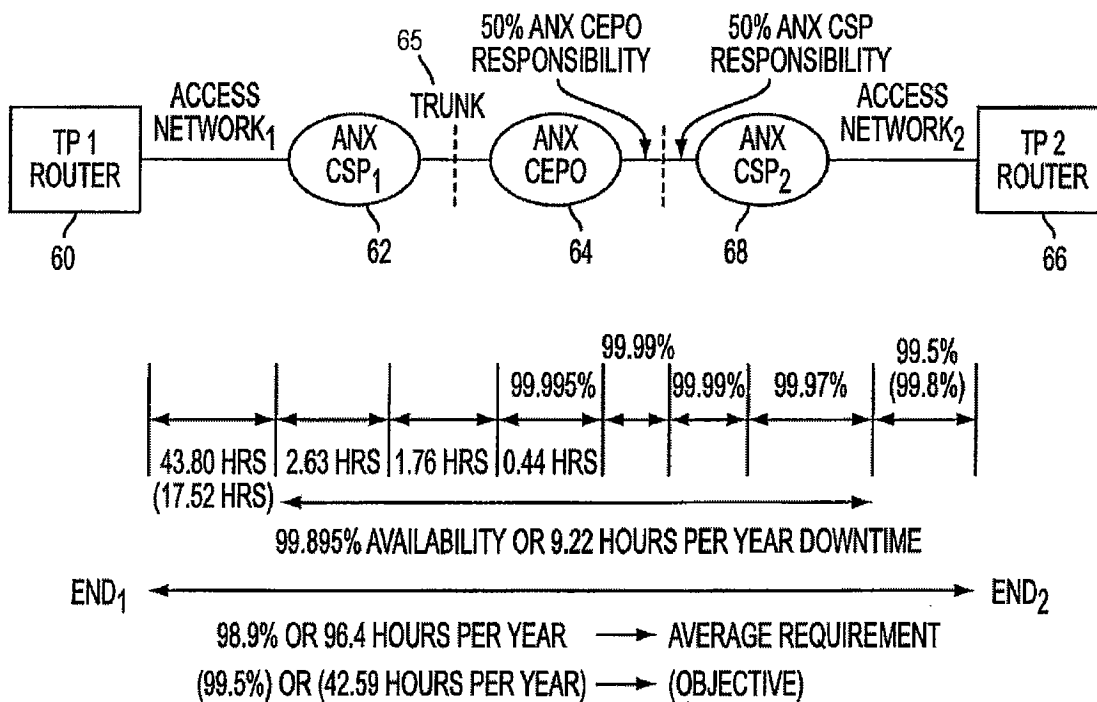 50% ANX CEPO RESPONSIBILITY
50% ANX CSP RESPONSIBILITY
65
TRUNK
ACCESS NETWORK1
ACCESS NETWORK2
TP 1 ROUTER
ANX CSP1
ANX CEPO
ANX CSP2
TP 2 ROUTER
60
62
64
68
66
99.99%
99.5%
99.995%
99.99%
99.97%
(99.8%)
43.80 HRS
2.63 HRS
1.76 HRS
0.44 HRS
(17.52 HRS)
99.895% AVAILABILITY OR 9.22 HOURS PER YEAR DOWNTIME
END1
END2
98.9% OR 96.4 HOURS PER YEAR → AVERAGE REQUIREMENT
(99.5%) OR (42.59 HOURS PER YEAR) → (OBJECTIVE)